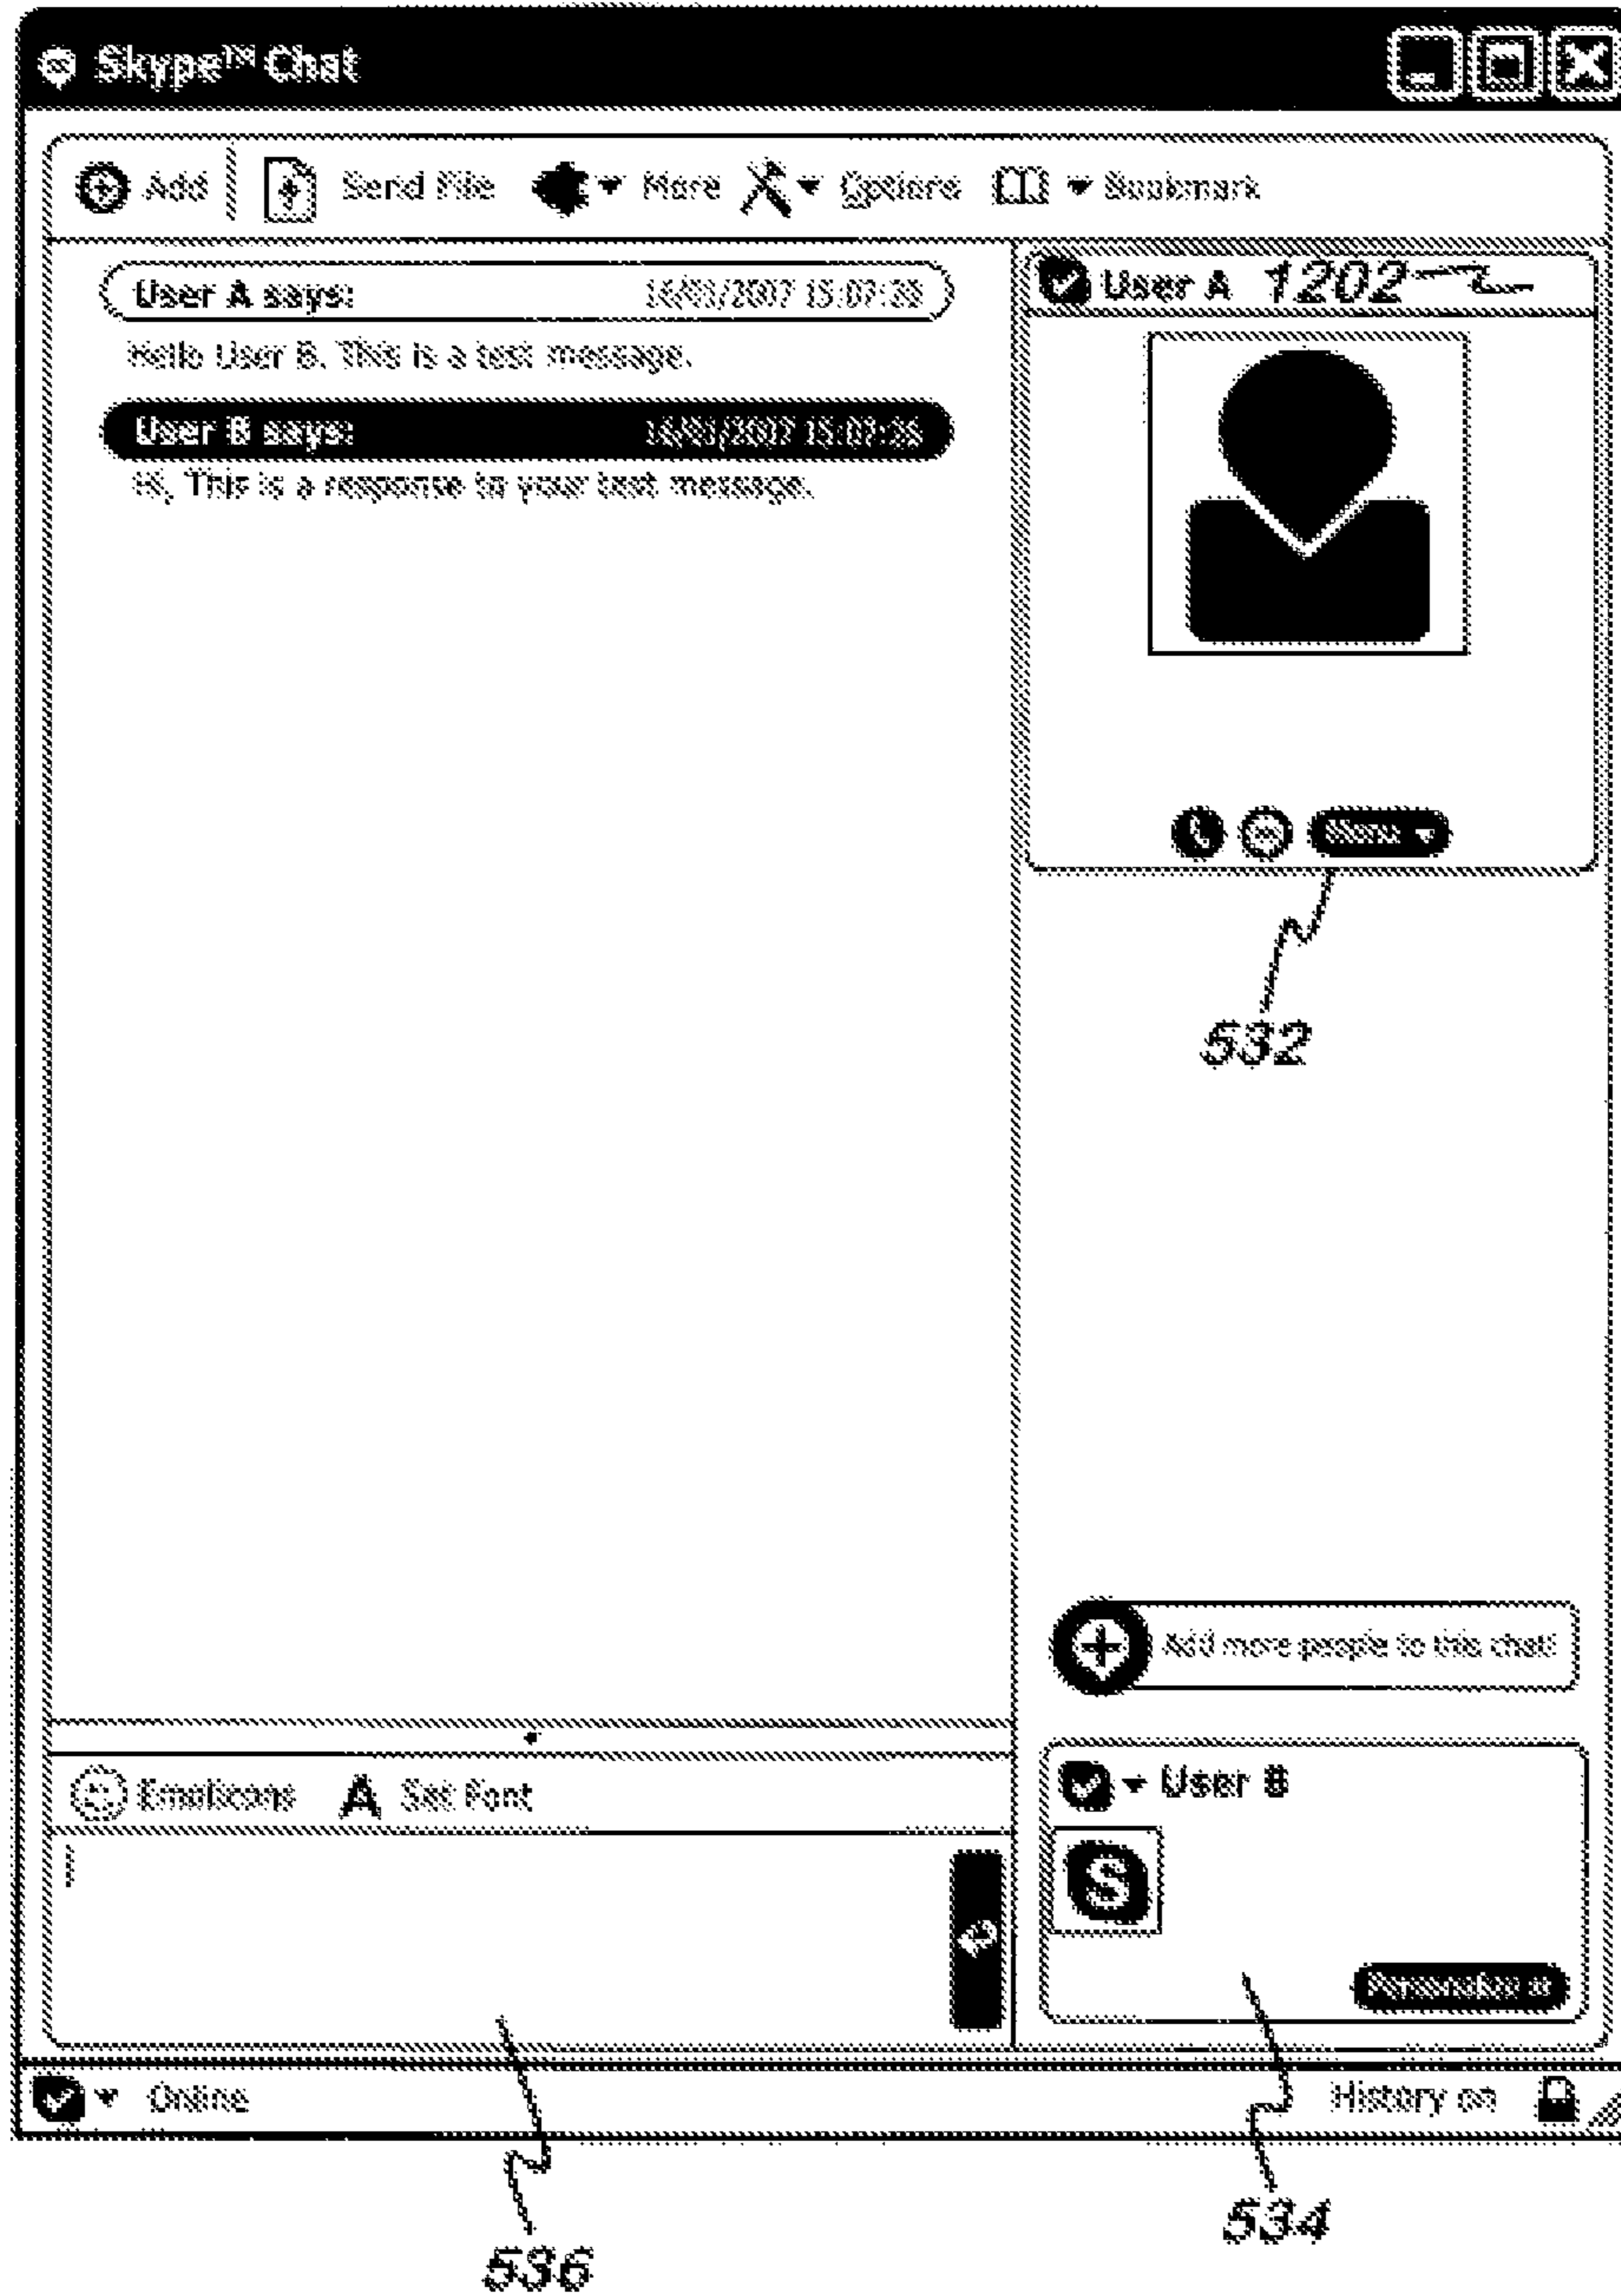 Skype™ Chat
Add Send File More Options Bookmark
User A says:
Hello User B. This is a test message.
User B says:
Hi, This is a response to your test message.
User A 1202
More
532
Add more people to this chat!
Emoticons A Set Font
User B
S
534
Online History on
536